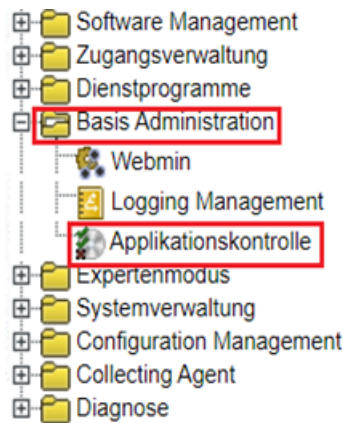 Software Management
Zugangsverwaltung
Dienstprogramme
Basis Administration
Webmin
Logging Management
Applikationskontrolle
Expertenmodus
Systemverwaltung
Configuration Management
Collecting Agent
Diagnose